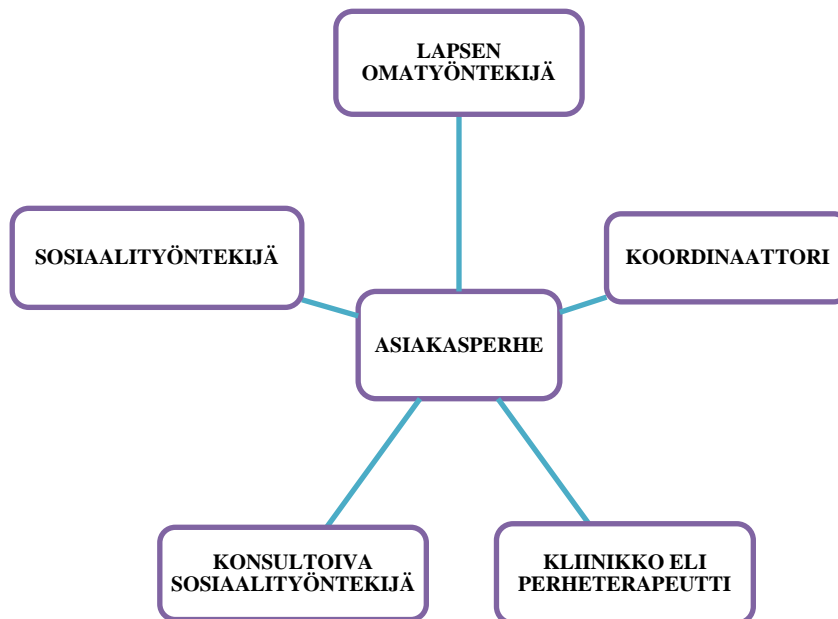 LAPSEN
OMATYÖNTEKIJÄ
SOSIAALITYÖNTEKIJÄ
KOORDINAATTORI
ASIAKASPERHE
KONSULTOIVA
SOSIAALITYÖNTEKIJÄ
KLIINIKKO ELI
PERHETERAPEUTTI